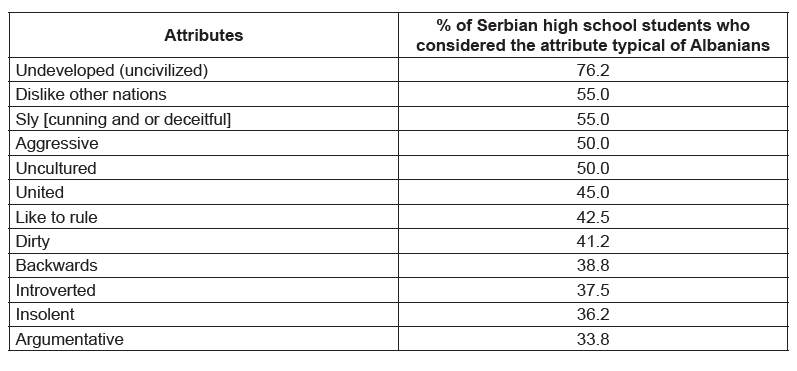 Attributes
% of Serbian high school students who
considered the attribute typical of Albanians
Undeveloped (uncivilized) 76.2
Dislike other nations 55.0
Sly [cunning and or deceitful] 55.0
Aggressive 50.0
Uncultured 50.0
United 45.0
Like to rule 42.5
Dirty 41.2
Backwards 38.8
Introverted 37.5
Insolent 36.2
Argumentative 33.8